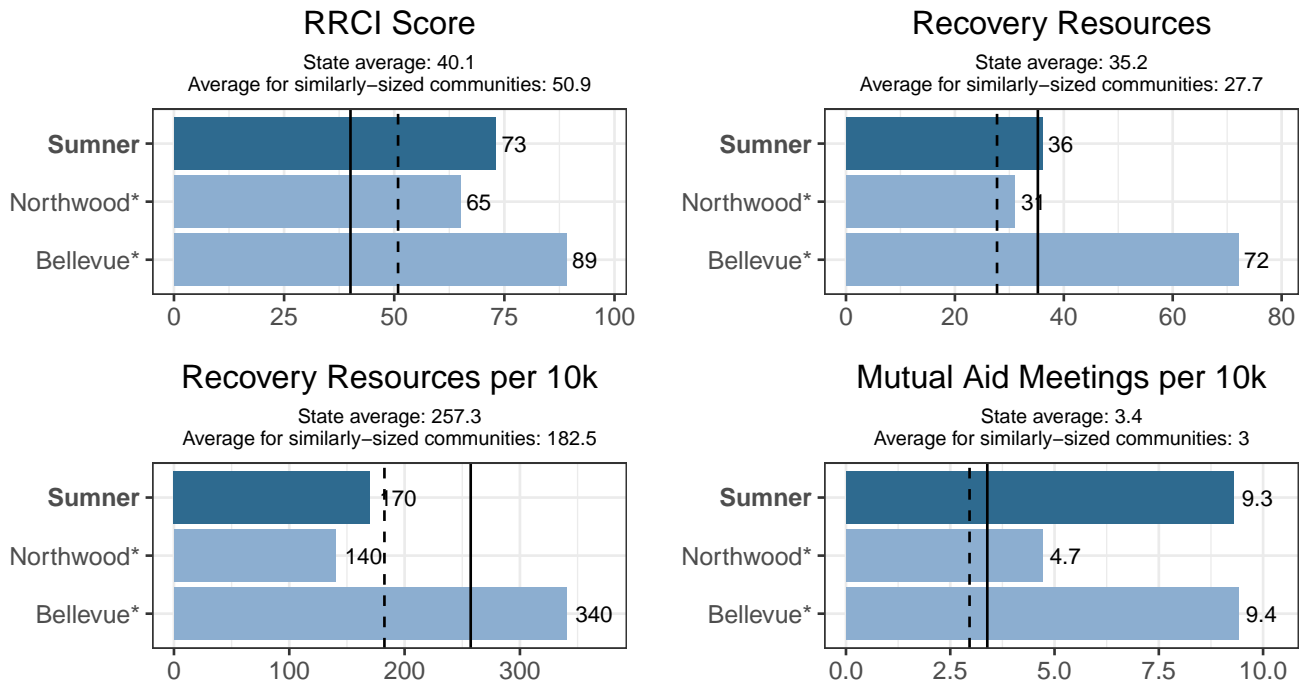 RRCI Score
State average: 40.1
Average for similarly−sized communities: 50.9
Sumner
73
Northwood*
65
Bellevue*
89
0 25 50 75 100
Recovery Resources
State average: 35.2
Average for similarly−sized communities: 27.7
Sumner
36
Northwood*
31
Bellevue*
72
0 20 40 60 80
Recovery Resources per 10k
State average: 257.3
Average for similarly−sized communities: 182.5
Sumner
170
Northwood*
140
Bellevue*
340
0 100 200 300
Mutual Aid Meetings per 10k
State average: 3.4
Average for similarly−sized communities: 3
Sumner
9.3
Northwood*
4.7
Bellevue*
9.4
0.0 2.5 5.0 7.5 10.0